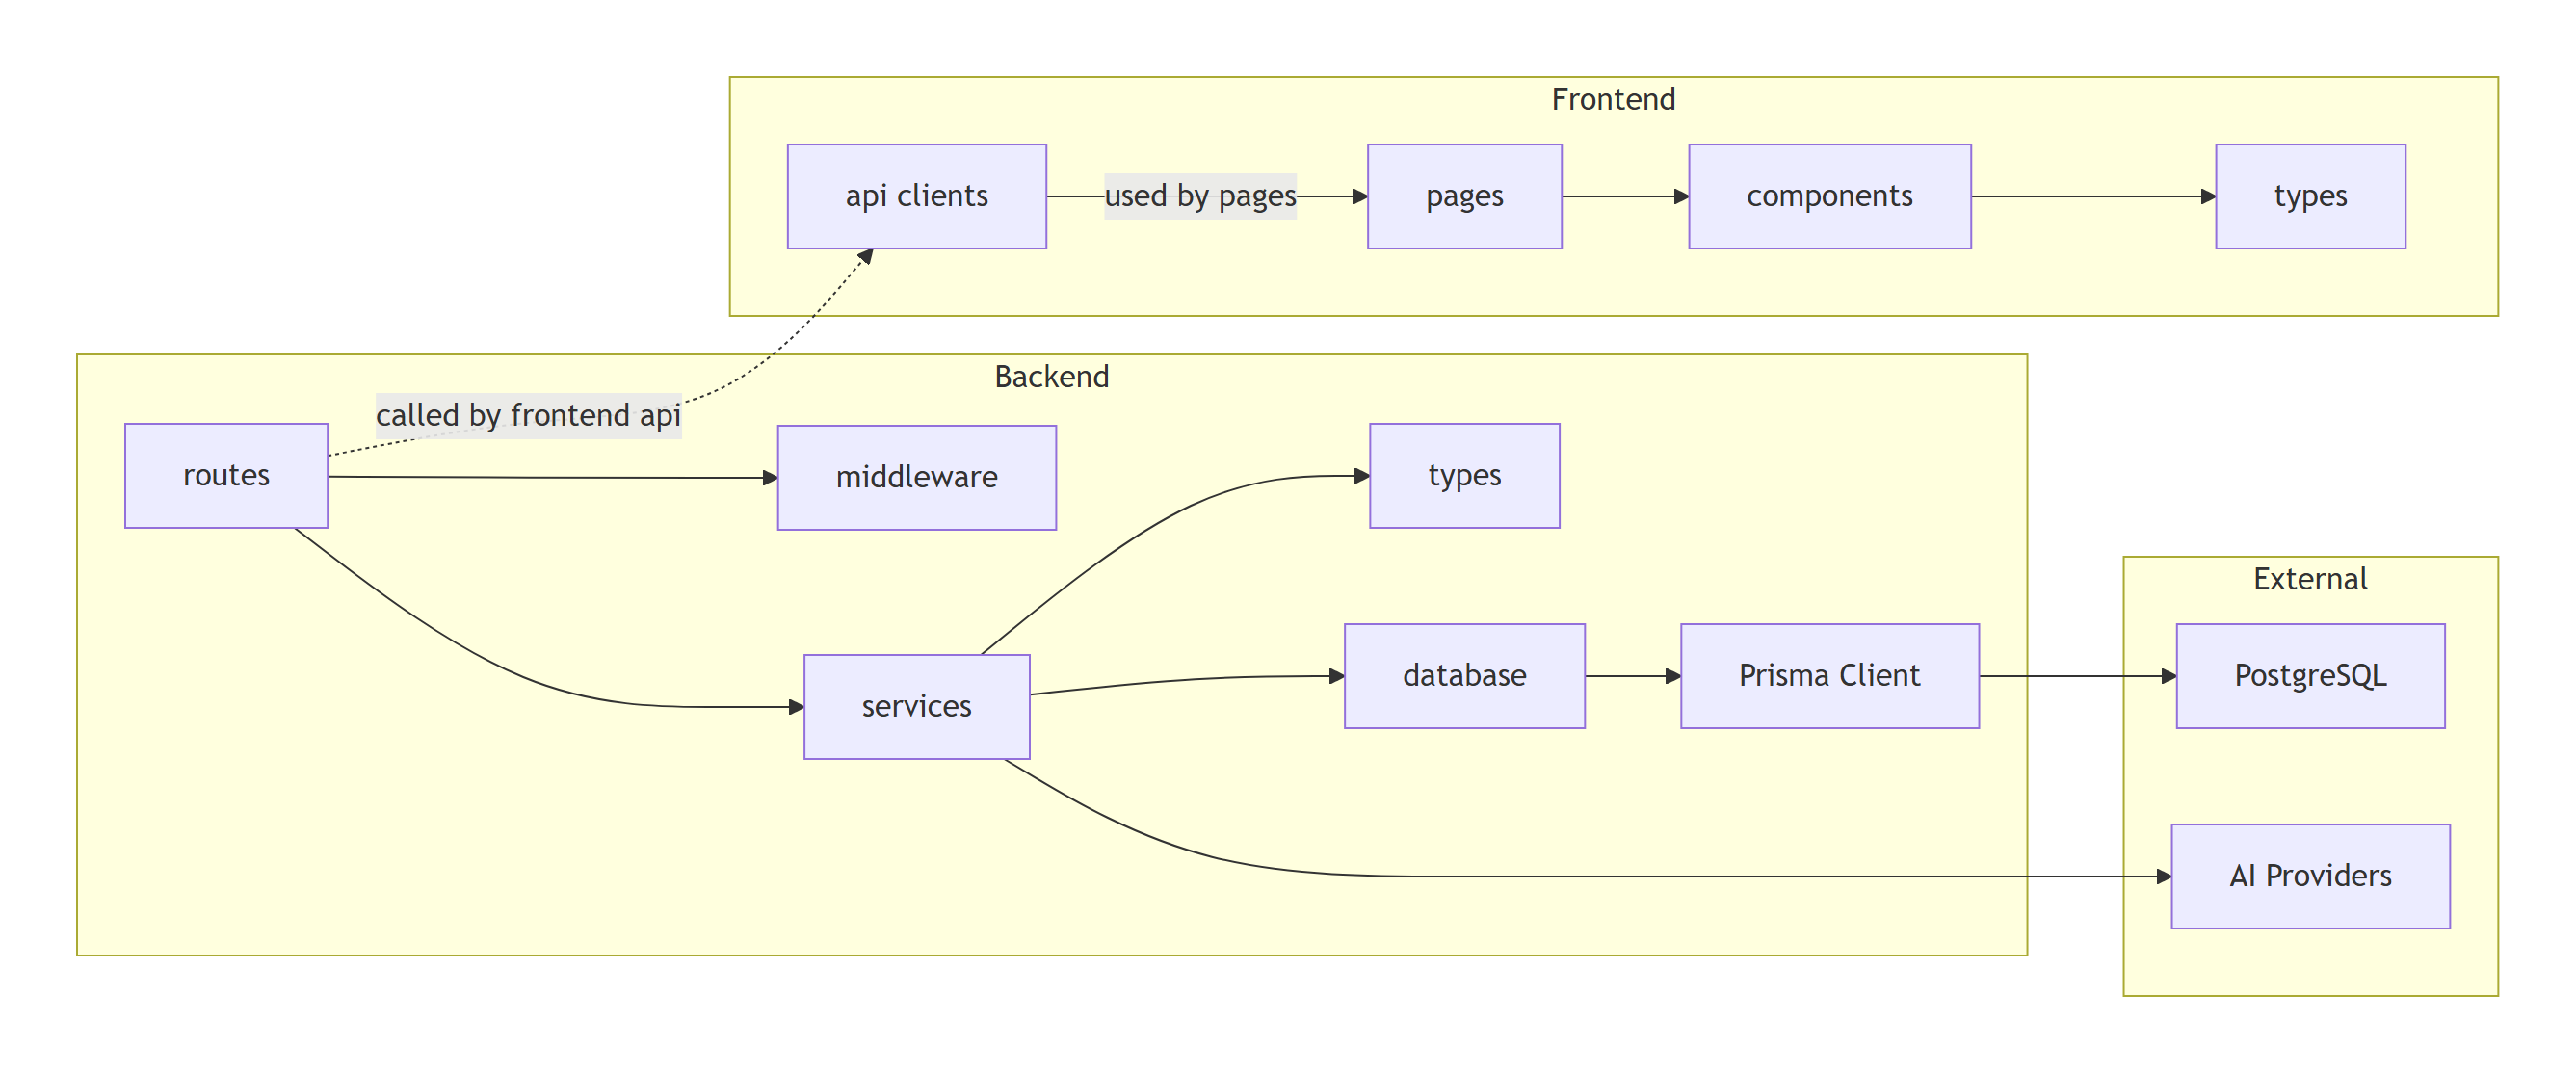 Frontend
api clients
used by pages
pages
components
types
Backend
called by frontend api
routes
middleware
types
services
database
Prisma Client
External
PostgreSQL
AI Providers